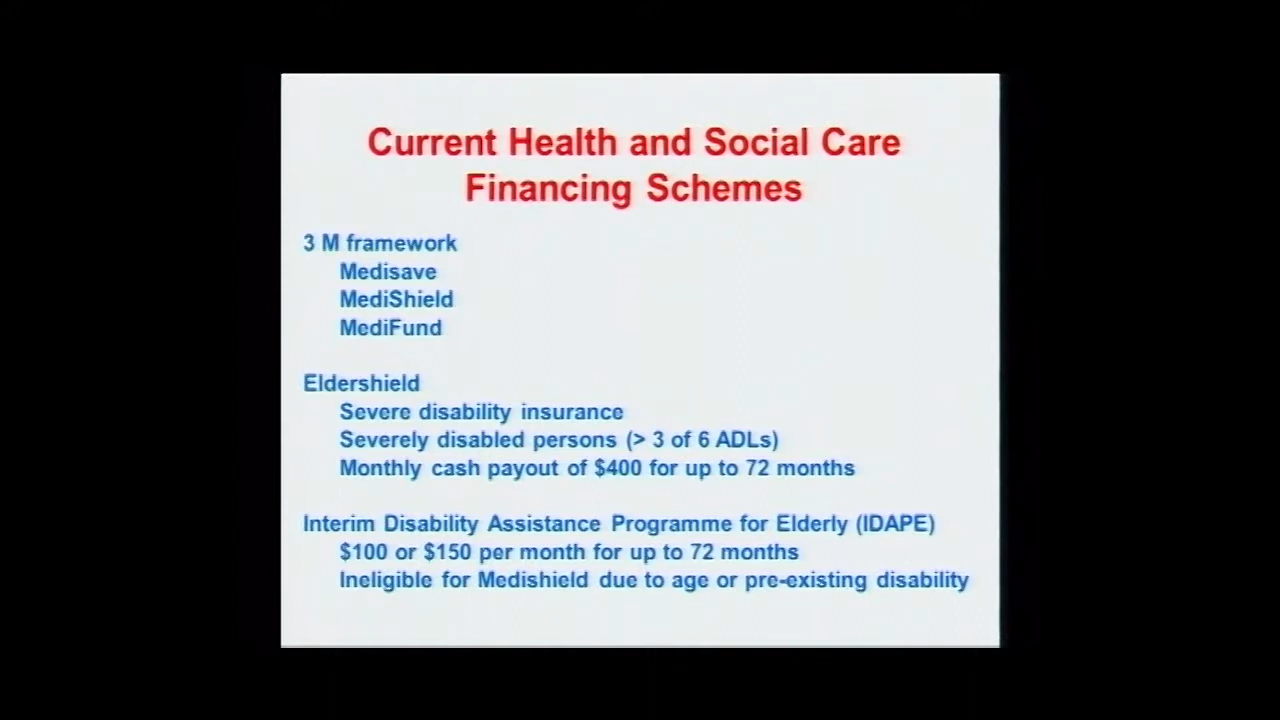 Current Health and Social Care
Financing Schemes
3 M framework
Medisave
MediShield
MediFund
Eldershield
Severe disability insurance
Severely disabled persons (> 3 of 6 ADLs)
Monthly cash payout of $400 for up to 72 months
Interim Disability Assistance Programme for Elderly (IDAPE)
$100 or $150 per month for up to 72 months
Ineligible for Medishield due to age or pre-existing disability